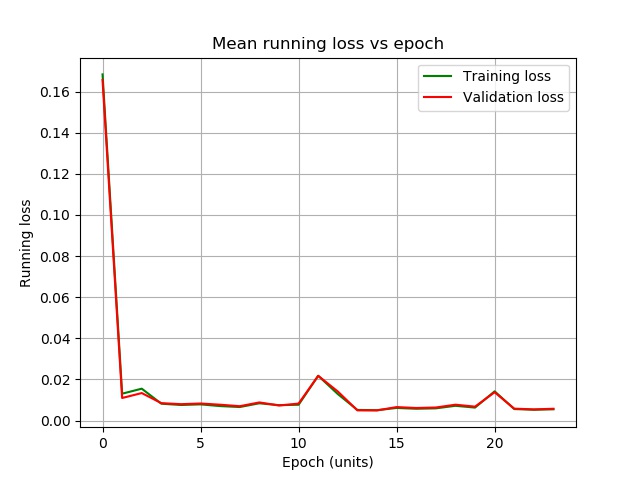 Mean running loss vs epoch
Training loss
Validation loss
0.16
0.14
0.12
0.10
0.08
0.06
0.04
0.02
0.00
Running loss
0 5 10 15 20
Epoch (units)